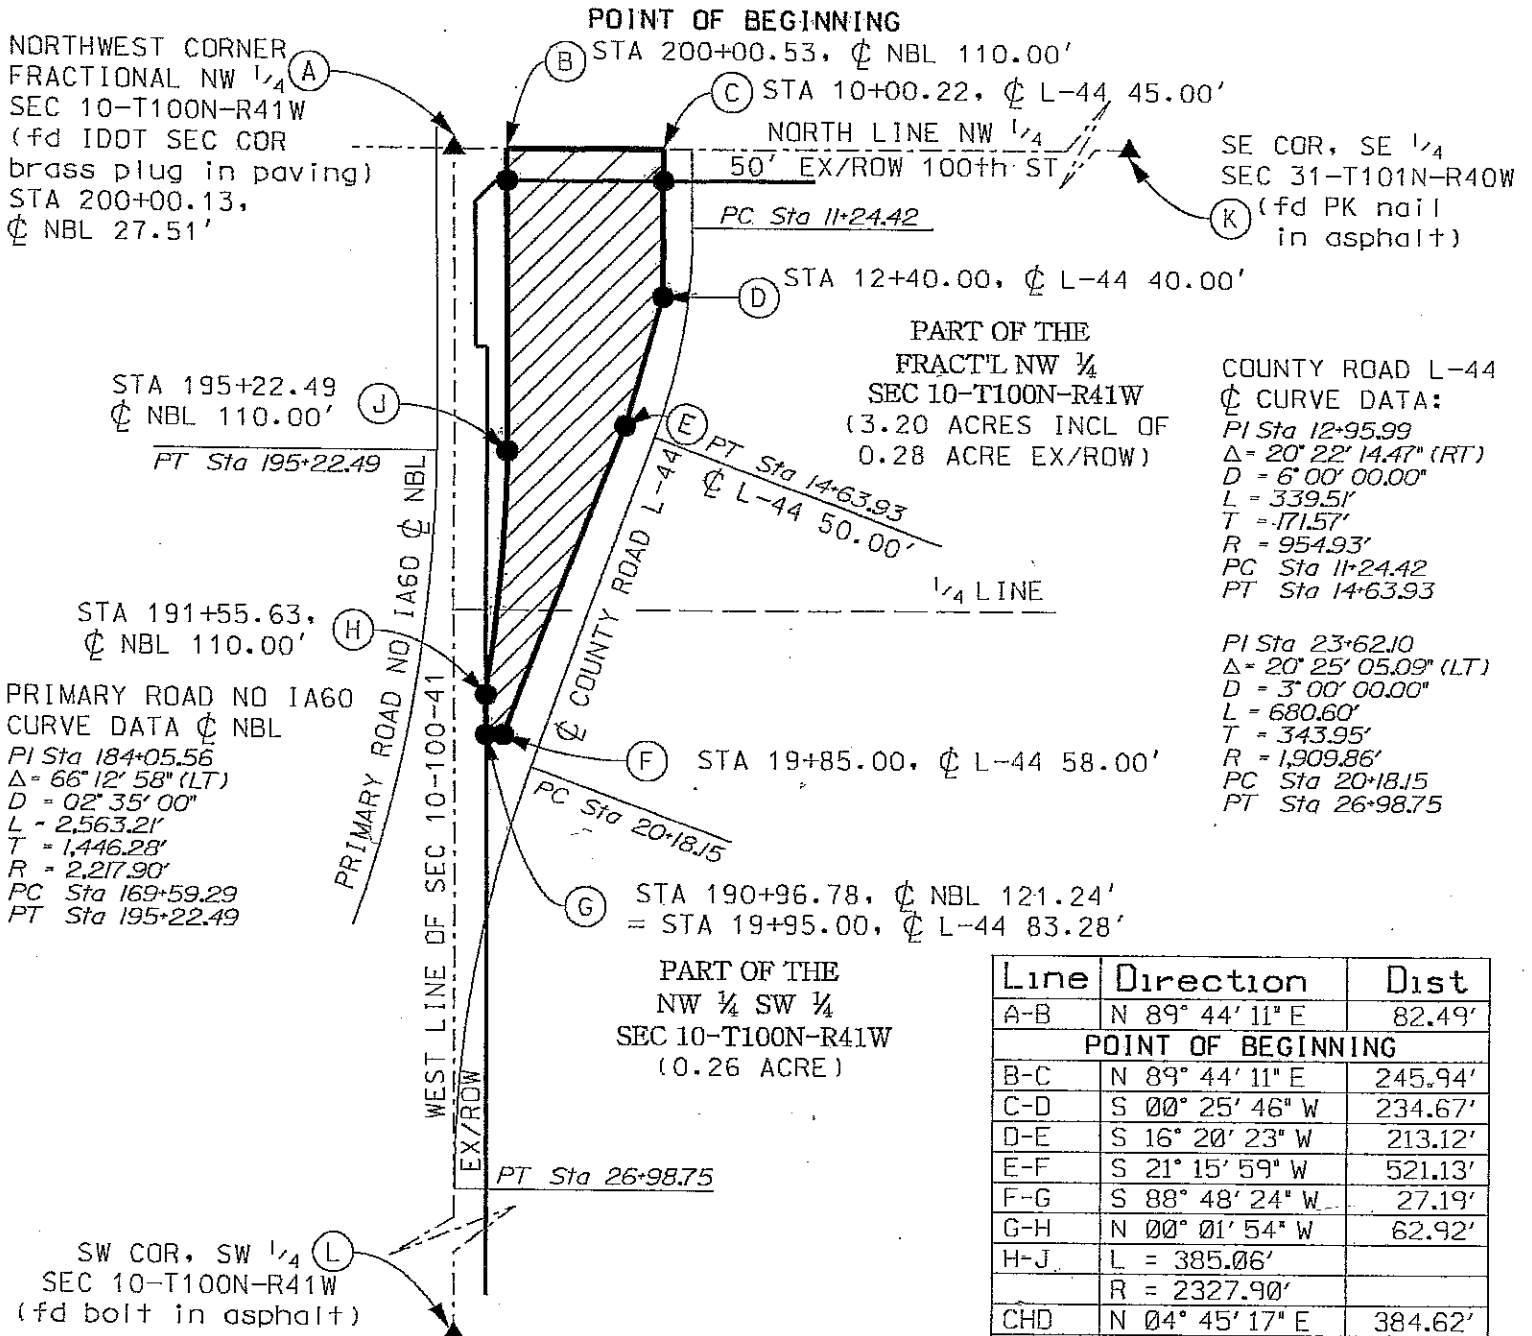 POINT OF BEGINNING
NORTHWEST CORNER
FRACTIONAL NW 1/4
SEC 10-T100N-R41W
(fd IDOT SEC COR
brass plug in paving)
STA 200+00.13,
℄ NBL 27.51'
A
B
STA 200+00.53, ℄ NBL 110.00'
C
STA 10+00.22, ℄ L-44 45.00'
NORTH LINE NW 1/4
50' EX/ROW 100th ST
SE COR, SE 1/4
SEC 31-T101N-R40W
(fd PK nail
in asphalt)
K
PC Sta 11+24.42
D
STA 12+40.00, ℄ L-44 40.00'
PART OF THE
FRACT'L NW ¼
SEC 10-T100N-R41W
(3.20 ACRES INCL OF
0.28 ACRE EX/ROW)
COUNTY ROAD L-44
℄ CURVE DATA:
PI Sta 12+95.99
Δ= 20° 22' 14.47" (RT)
D = 6° 00' 00.00"
L = 339.51'
T = 171.57'
R = 954.93'
PC Sta 11+24.42
PT Sta 14+63.93
PI Sta 23+62.10
Δ= 20° 25' 05.09" (LT)
D = 3° 00' 00.00"
L = 680.60'
T = 343.95'
R = 1,909.86'
PC Sta 20+18.15
PT Sta 26+98.75
STA 195+22.49
℄ NBL 110.00'
J
PT Sta 195+22.49
E
PT Sta 14+63.93
℄ L-44 50.00'
1/4 LINE
STA 191+55.63,
℄ NBL 110.00'
H
PRIMARY ROAD NO IA60 ℄ NBL
℄ COUNTY ROAD L-44
WEST LINE OF SEC 10-100-41
EX/ROW
PRIMARY ROAD NO IA60
CURVE DATA ℄ NBL
PI Sta 184+05.56
Δ= 66° 12' 58" (LT)
D = 02° 35' 00"
L = 2,563.21'
T = 1,446.28'
R = 2,217.90'
PC Sta 169+59.29
PT Sta 195+22.49
F
STA 19+85.00, ℄ L-44 58.00'
PC Sta 20+18.15
G
STA 190+96.78, ℄ NBL 121.24'
= STA 19+95.00, ℄ L-44 83.28'
PART OF THE
NW ¼ SW ¼
SEC 10-T100N-R41W
(0.26 ACRE)
PT Sta 26+98.75
SW COR, SW 1/4
SEC 10-T100N-R41W
(fd bolt in asphalt)
L
Line Direction Dist
A-B N 89° 44' 11" E 82.49'
POINT OF BEGINNING
B-C N 89° 44' 11" E 245.94'
C-D S 00° 25' 46" W 234.67'
D-E S 16° 20' 23" W 213.12'
E-F S 21° 15' 59" W 521.13'
F-G S 88° 48' 24" W 27.19'
G-H N 00° 01' 54" W 62.92'
H-J L = 385.06'
R = 2327.90'
CHD N 04° 45' 17" E 384.62'